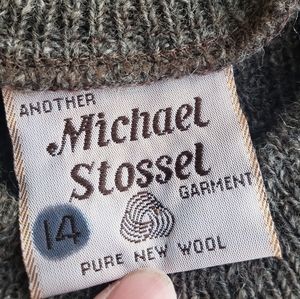 ANOTHER
Michael
Stossel
GARMENT
14
PURE NEW WOOL